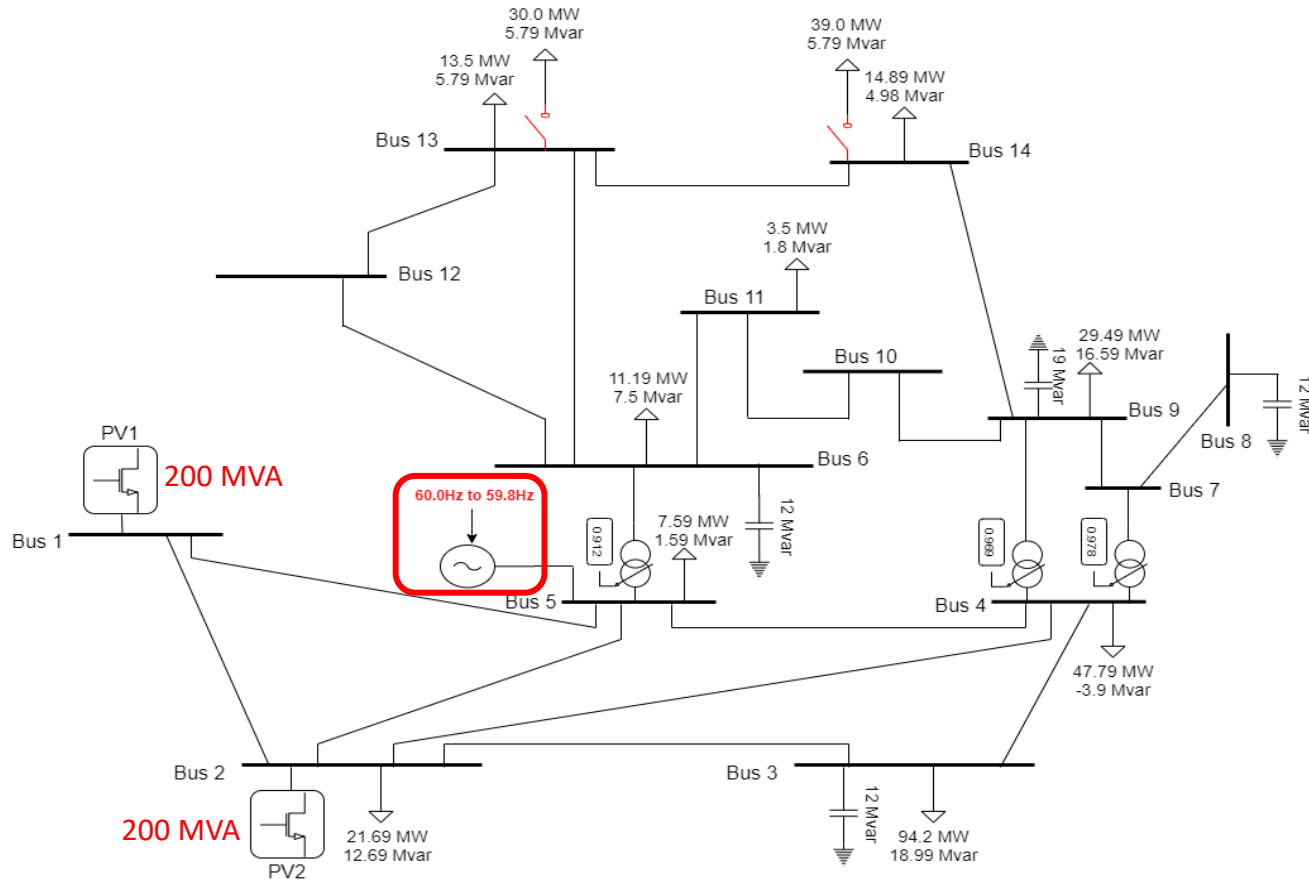 30.0 MW
5.79 Mvar
39.0 MW
5.79 Mvar
13.5 MW
5.79 Mvar
14.89 MW
4.98 Mvar
Bus 13
Bus 14
3.5 MW
1.8 Mvar
Bus 12
Bus 11
29.49 MW
16.59 Mvar
19 Mvar
Bus 10
11.19 MW
7.5 Mvar
12 Mvar
Bus 9
Bus 8
PV1
200 MVA
Bus 6
60.0Hz to 59.8Hz
Bus 7
12 Mvar
7.59 MW
1.59 Mvar
0.912
0.969
0.978
Bus 1
Bus 5
Bus 4
47.79 MW
-3.9 Mvar
Bus 2
Bus 3
12 Mvar
200 MVA
21.69 MW
12.69 Mvar
94.2 MW
18.99 Mvar
PV2